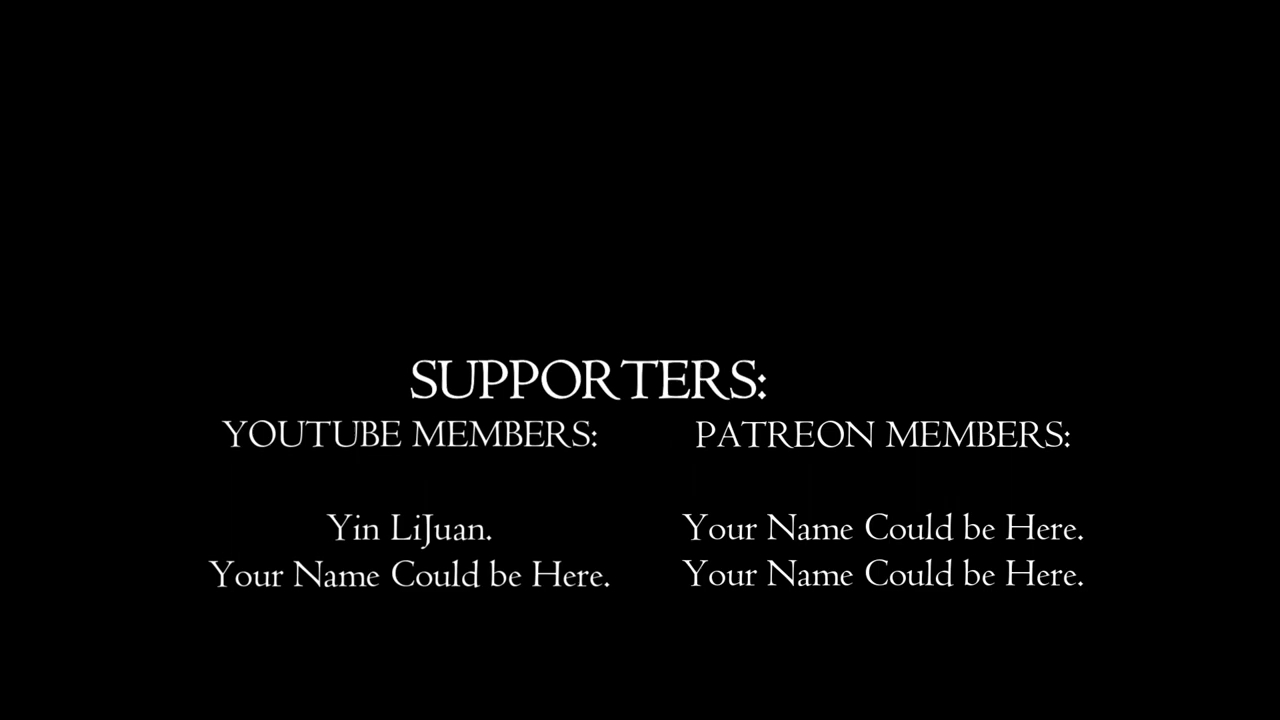 SUPPORTERS:
YOUTUBE MEMBERS:
Yin LiJuan.
Your Name Could be Here.
PATREON MEMBERS:
Your Name Could be Here.
Your Name Could be Here.